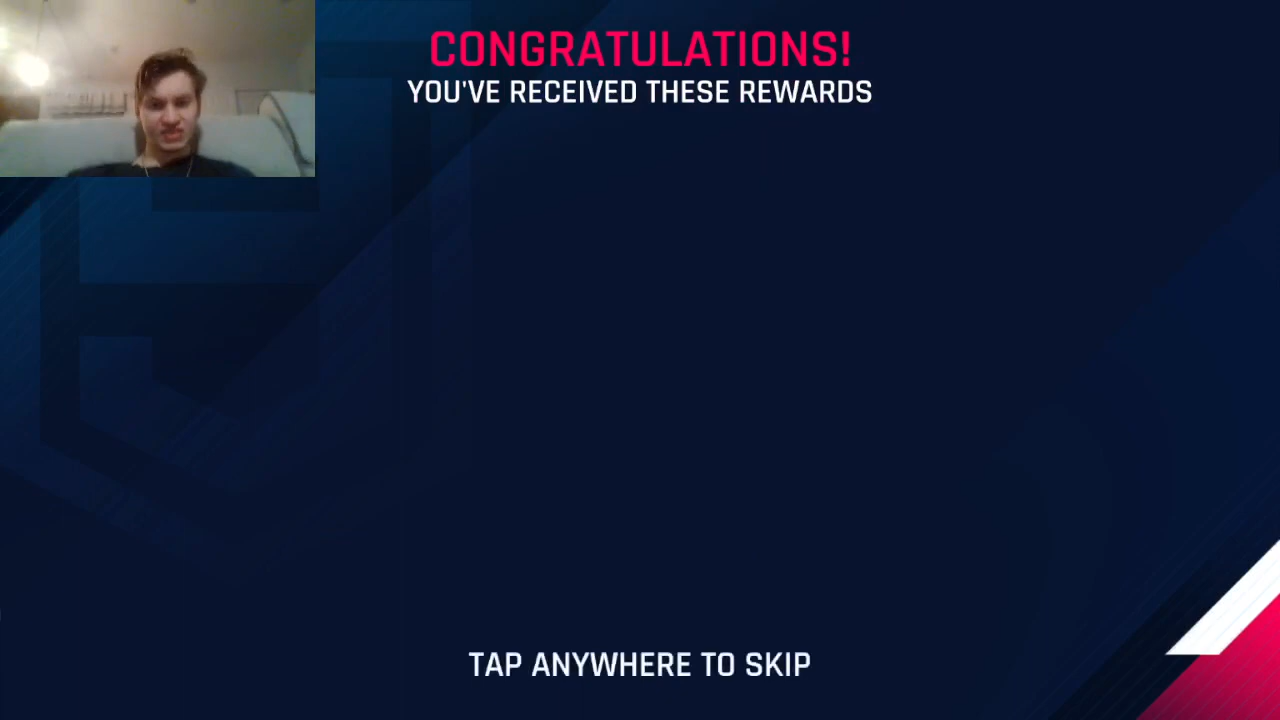 CONGRATULATIONS!
YOU'VE RECEIVED THESE REWARDS
TAP ANYWHERE TO SKIP